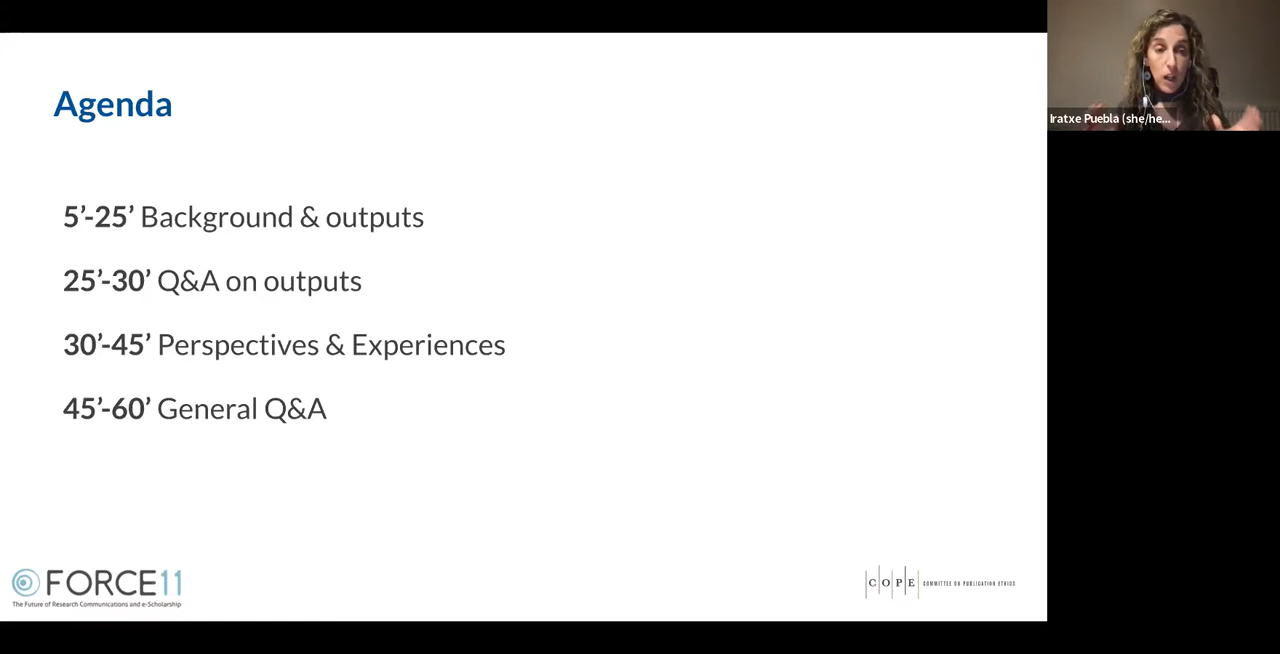 Agenda
5’-25’ Background & outputs
25’-30’ Q&A on outputs
30’-45’ Perspectives & Experiences
45’-60’ General Q&A
FORCE11
The Future of Research Communications and e-Scholarship
COPE COMMITTEE ON PUBLICATION ETHICS
Iratxe Puebla (she/he...